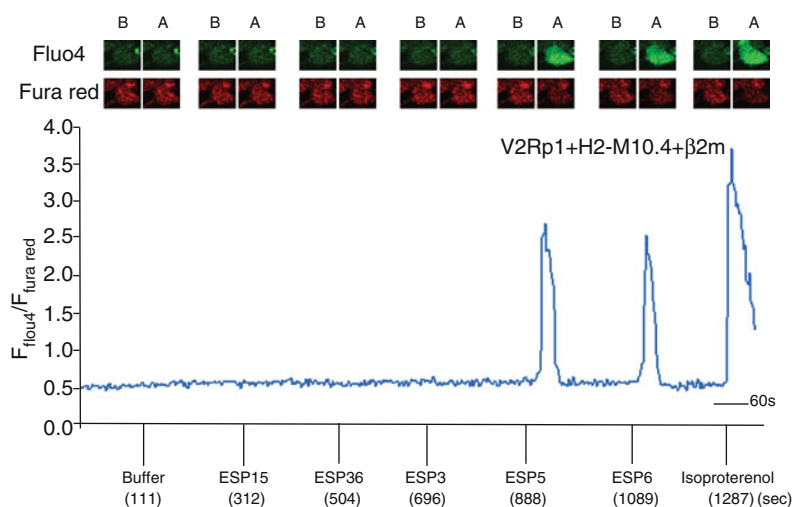 B A B A B A B A B A B A B A
Fluo4
Fura red
V2Rp1+H2-M10.4+β2m
4.0
3.5
3.0
2.5
2.0
1.5
1.0
0.5
0.0
Fflou4/Ffura red
60s
Buffer ESP15 ESP36 ESP3 ESP5 ESP6 Isoproterenol
(111) (312) (504) (696) (888) (1089) (1287) (sec)